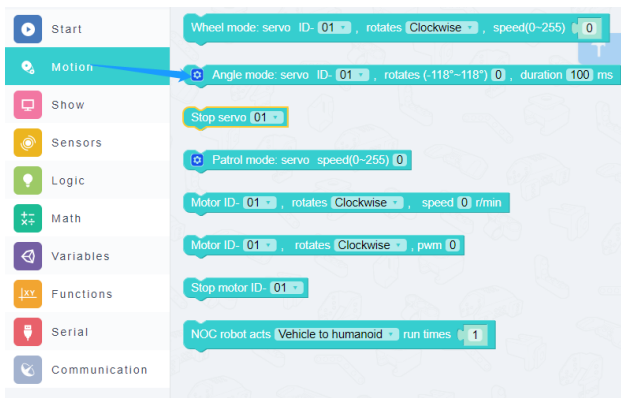 Start
Motion
Show
Sensors
Logic
Math
Variables
Functions
Serial
Communication
Wheel mode: servo ID- 01 , rotates Clockwise , speed(0~255) 0
Angle mode: servo ID- 01 , rotates (-118°~118°) 0 , duration 100 ms
Stop servo 01
Patrol mode: servo speed(0~255) 0
Motor ID- 01 , rotates Clockwise , speed 0 r/min
Motor ID- 01 , rotates Clockwise , pwm 0
Stop motor ID- 01
NOC robot acts Vehicle to humanoid run times 1